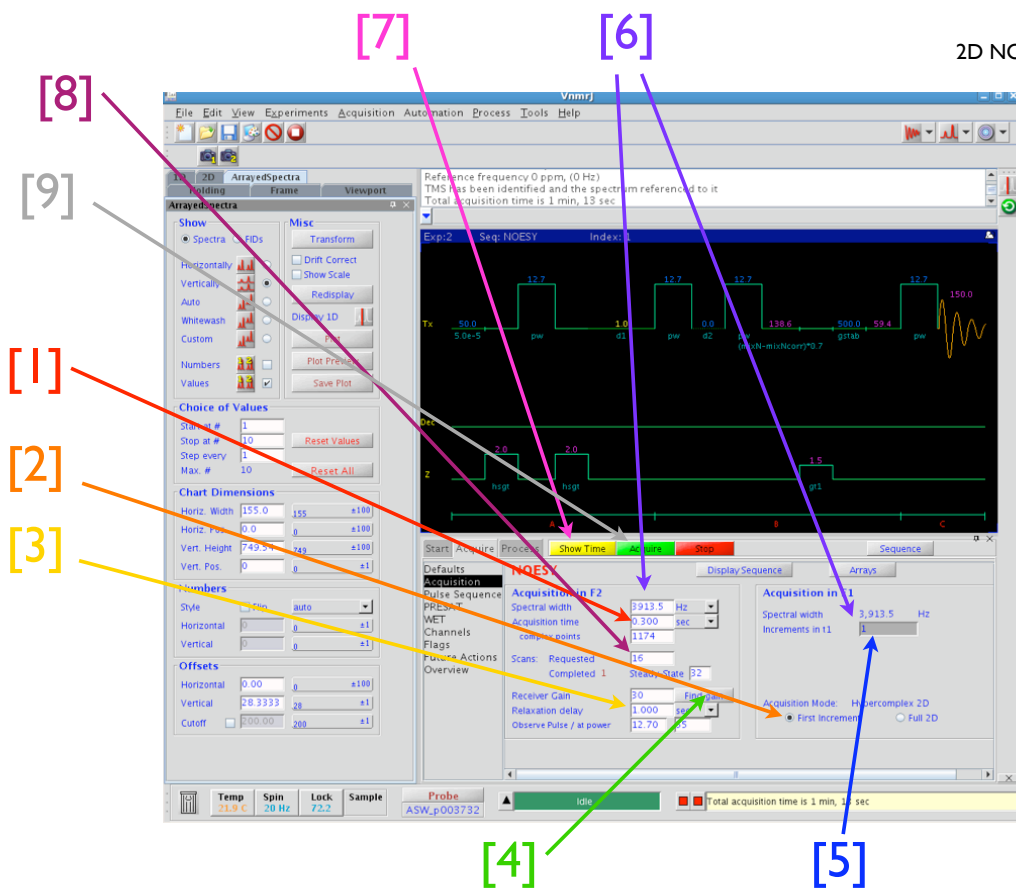 [7]
[6]
2D NO
[8]
VnmrJ
File Edit View Experiments Acquisition Automation Process Tools Help
1D 2D ArrayedSpectra
Holding Frame Viewport
ArrayedSpectra
Reference frequency 0 ppm, (0 Hz)
TMS has been identified and the spectrum referenced to it
Total acquisition time is 1 min, 13 sec
[9]
Show
Spectra FIDs
Horizontally
Vertically
Auto
Whitewash
Custom
Numbers
Values
Misc
Transform
Drift Correct
Show Scale
Redisplay
Display 1D
Plot
Plot Preview
Save Plot
Exp:2 Seq: NOESY Index: 1
12.7 12.7 12.7 12.7
150.0
Tx 50.0 1.0 0.0 138.6 500.0 59.4
5.0e-5 pw d1 pw d2 pw gstab pw
(mixN-mixNcorr)*0.7
Dec
2.0 2.0 1.5
Z
hsgt hsgt gt1
A B C
[1]
[2]
[3]
Choice of Values
Start at # 1
Stop at # 10 Reset Values
Step every 1
Max. # 10 Reset All
Chart Dimensions
Horiz. Width 155.0 155 ±100
Horiz. Pos. 0.0 0 ±100
Vert. Height 749.54 749 ±100
Vert. Pos. 0 0 ±1
Numbers
Style Slip auto
Horizontal 0 0 ±1
Vertical 0 0 ±1
Offsets
Horizontal 0.00 0 ±100
Vertical 28.3333 28 ±1
Cutoff 200.00 200 ±1
Start Acquire Process Show Time Acquire Stop Sequence
Defaults
Acquisition
Pulse Sequence
PRESAT
WET
Channels
Flags
Future Actions
Overview
NOESY Display Sequence Arrays
Acquisition in F2
Spectral width 3913.5 Hz
Acquisition time 0.300 sec
complex points 1174
Scans: Requested 16
Completed 1 Steady State 32
Receiver Gain 30 Find gain
Relaxation delay 1.000 sec
Observe Pulse / at power 12.70 55
Acquisition in F1
Spectral width 3,913.5 Hz
Increments in t1 1
Acquisition Mode: Hypercomplex 2D
First Increment Full 2D
Temp 21.9 C
Spin 20 Hz
Lock 72.2
Sample
Probe
ASW_p003732
Idle
Total acquisition time is 1 min, 13 sec
[4]
[5]